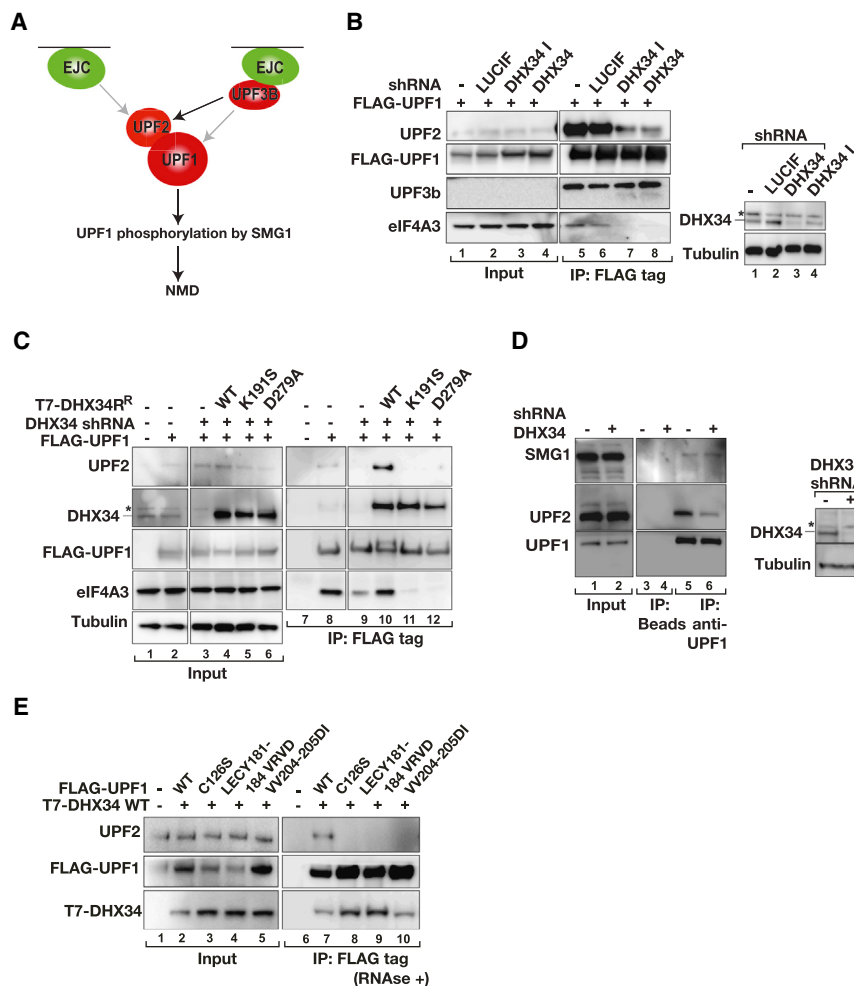 A
EJC
EJC
UPF3B
UPF2
UPF1
UPF1 phosphorylation by SMG1
NMD
B
shRNA - LUCIF DHX34 I DHX34 - LUCIF DHX34 I DHX34
FLAG-UPF1 + + + + + + + +
UPF2
FLAG-UPF1
UPF3b
eIF4A3
1 2 3 4 5 6 7 8
Input IP: FLAG tag
shRNA
- LUCIF DHX34 DHX34 I
*
DHX34
Tubulin
1 2 3 4
C
T7-DHX34R^R - - - WT K191S D279A - - - WT K191S D279A
DHX34 shRNA - - + + + + - - + + + +
FLAG-UPF1 - + + + + + - + + + + +
UPF2
*
DHX34
FLAG-UPF1
eIF4A3
Tubulin
7 8 9 10 11 12
IP: FLAG tag
1 2 3 4 5 6
Input
D
shRNA
DHX34 - + - + - +
SMG1
UPF2
UPF1
1 2 3 4 5 6
Input IP: Beads IP: anti-UPF1
DHX3
shRNA
- +
*
DHX34
Tubulin
E
FLAG-UPF1 - WT C126S LECY181- 184 VRVD VV204-205DI - WT C126S LECY181- 184 VRVD VV204-205DI
T7-DHX34 WT - + + + + - + + + +
UPF2
FLAG-UPF1
T7-DHX34
1 2 3 4 5 6 7 8 9 10
Input IP: FLAG tag
(RNAse +)